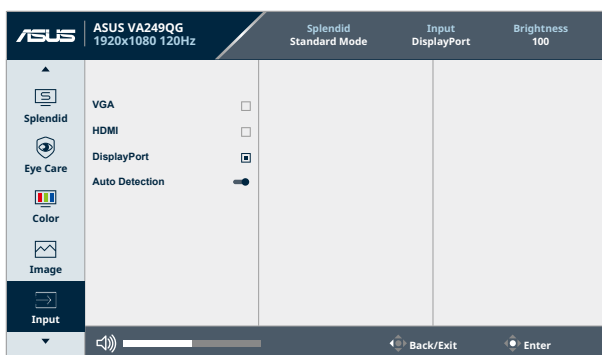 ASUS
ASUS VA249QG
1920x1080 120Hz
Splendid
Standard Mode
Input
DisplayPort
Brightness
100
Splendid
Eye Care
Color
Image
Input
VGA
HDMI
DisplayPort
Auto Detection
Back/Exit
Enter